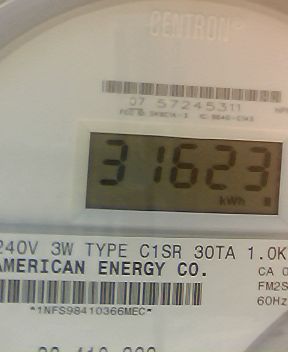 CENTRON®
07 57245311
31623
kWh
240V 3W TYPE C1SR 30TA 1.0K
AMERICAN ENERGY CO.
CA 0
FM2S
60Hz
*1NFS98410366MEC*